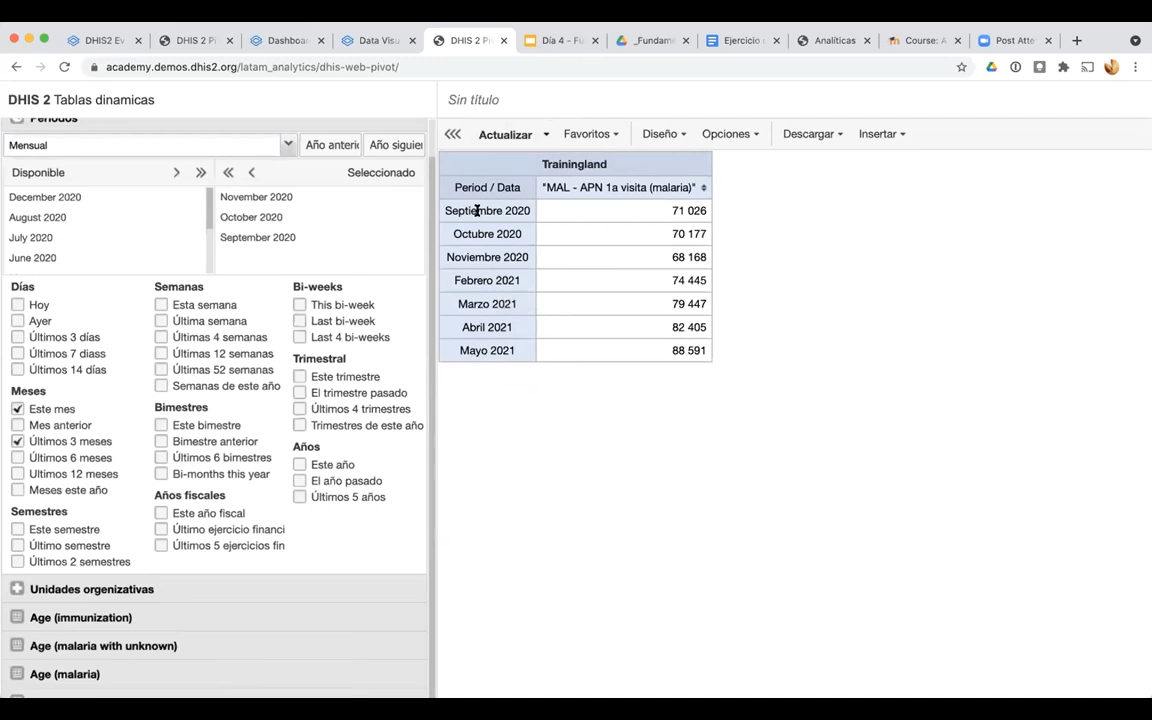 DHIS2 Ev
DHIS 2 Pi
Dashboa
Data Visu
DHIS 2 Pi
Día 4 - Fu
_Fundam
Ejercicio
Analíticas
Course: A
Post Atte
academy.demos.dhis2.org/latam_analytics/dhis-web-pivot/
DHIS 2 Tablas dinamicas
Sin título
Periodos
Mensual
Año anteri
Año siguien
Actualizar
Favoritos
Diseño
Opciones
Descargar
Insertar
Disponible
Seleccionado
December 2020
August 2020
July 2020
June 2020
November 2020
October 2020
September 2020
Trainingland
Period / Data "MAL - APN 1a visita (malaria)"
Septiembre 2020 71 026
Octubre 2020 70 177
Noviembre 2020 68 168
Febrero 2021 74 445
Marzo 2021 79 447
Abril 2021 82 405
Mayo 2021 88 591
Días
Hoy
Ayer
Últimos 3 días
Últimos 7 diass
Últimos 14 días
Meses
Este mes
Mes anterior
Últimos 3 meses
Últimos 6 meses
Ultimos 12 meses
Meses este año
Semestres
Este semestre
Último semestre
Últimos 2 semestres
Semanas
Esta semana
Última semana
Últimas 4 semanas
Últimas 12 semanas
Últimas 52 semanas
Semanas de este año
Bimestres
Este bimestre
Bimestre anterior
Últimos 6 bimestres
Bi-months this year
Años fiscales
Este año fiscal
Último ejercicio financi
Últimos 5 ejercicios fin
Bi-weeks
This bi-week
Last bi-week
Last 4 bi-weeks
Trimestral
Este trimestre
El trimestre pasado
Últimos 4 trimestres
Trimestres de este año
Años
Este año
El año pasado
Últimos 5 años
Unidades orgenizativas
Age (immunization)
Age (malaria with unknown)
Age (malaria)